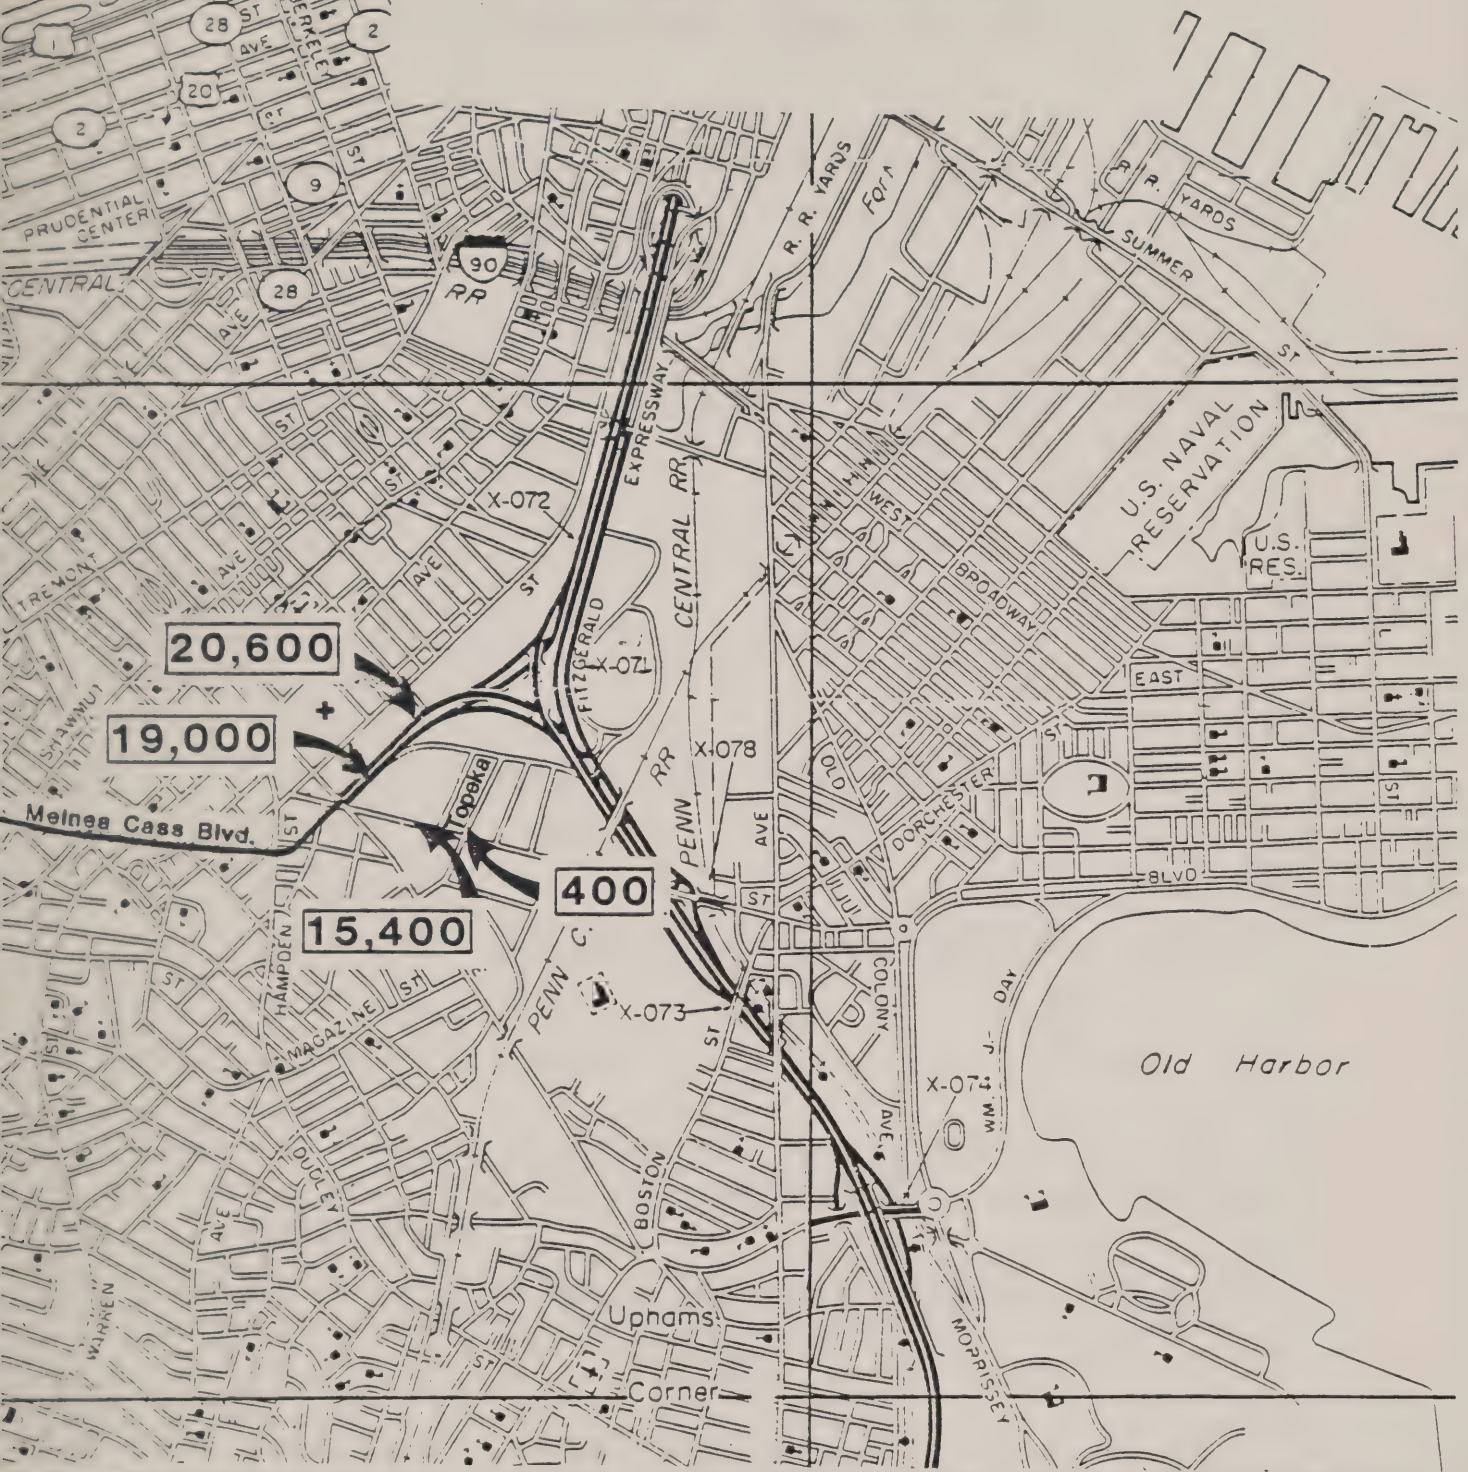 1
28
ST
BERKELEY
2
AVE
20
ST
2
ST
9
PRUDENTIAL
CENTER
CENTRAL
90
RR
28
AVE
R. R. YARDS
Fort
R. R.
YARDS
SUMMER
ST
EXPRESSWAY
ST
ST
X-072
CENTRAL RR
WEST
BROADWAY
U.S. NAVAL
RESERVATION
U.S.
RES.
TREMONT
AVE
AVE
ST
20,600
FITZGERALD
X-071
EAST
SHAWMUT
+
19,000
RR
X-078
ST
OLD
DORCHESTER
ST
Topeka
Melnea Cass Blvd.
ST
PENN
AVE
400
ST
BLVD
15,400
HAMPDEN
ST
C.
PENN
COLONY
DAY
J.
WM.
MAGAZINE ST
ST
X-073
ST
Old Harbor
X-074
AVE
DUDLEY
BOSTON
AVE
WARREN
Uphams
Corner
ST
MORRISSEY